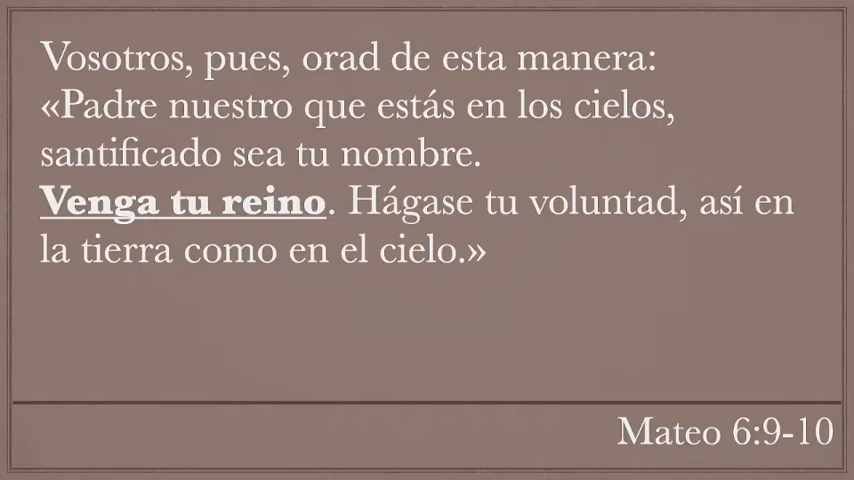 Vosotros, pues, orad de esta manera:
«Padre nuestro que estás en los cielos,
santificado sea tu nombre.
Venga tu reino. Hágase tu voluntad, así en
la tierra como en el cielo.»
Mateo 6:9-10